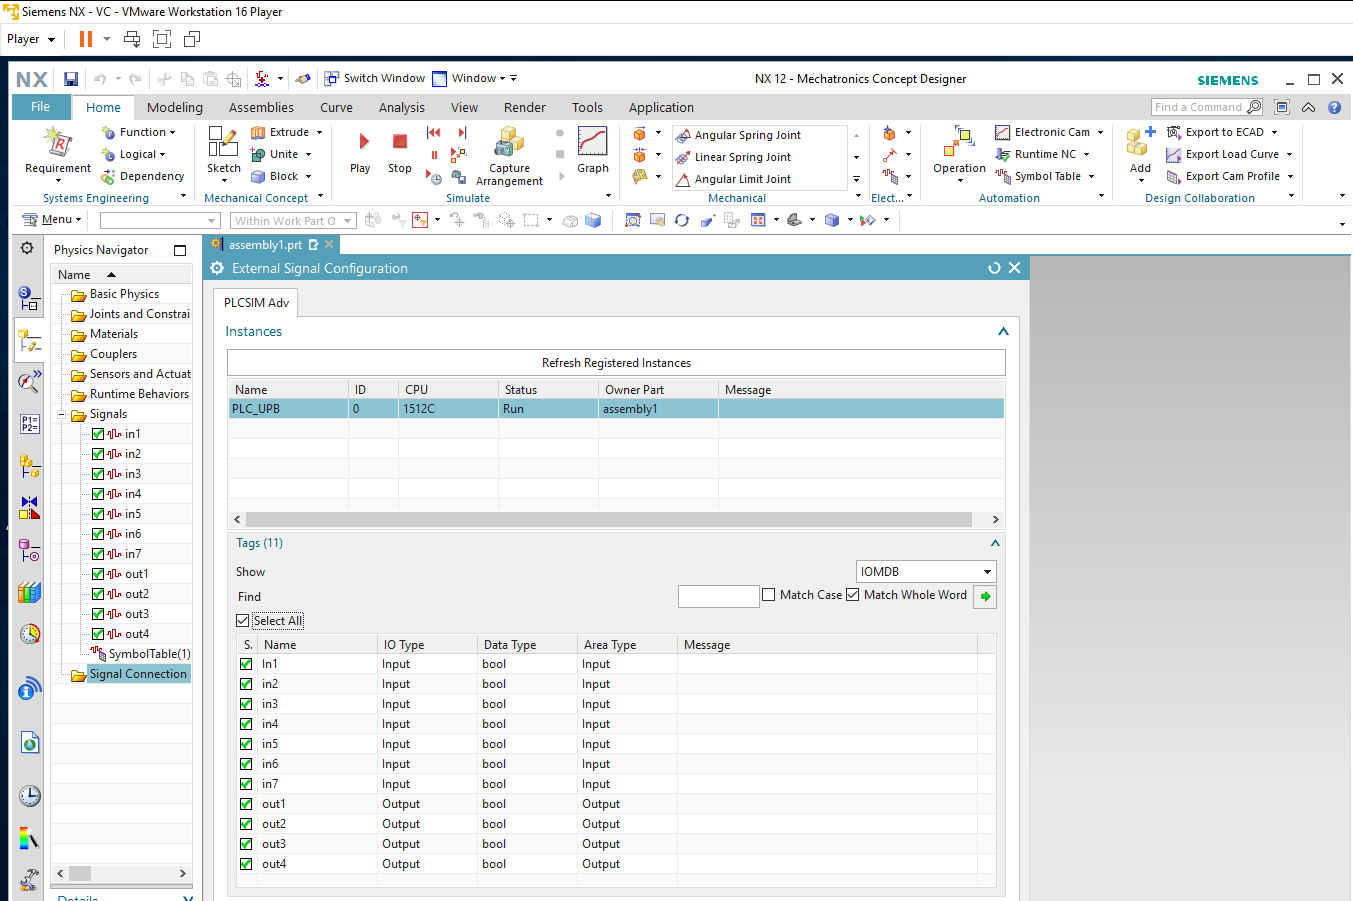 Siemens NX - VC - VMware Workstation 16 Player
Player
NX Switch Window Window NX 12 - Mechatronics Concept Designer SIEMENS
File Home Modeling Assemblies Curve Analysis View Render Tools Application Find a Command
Requirement Function Logical Dependency
Systems Engineering
Sketch Extrude Unite Block
Mechanical Concept
Play Stop Capture Arrangement Graph
Simulate
Angular Spring Joint
Linear Spring Joint
Angular Limit Joint
Mechanical
Elect...
Operation Electronic Cam Runtime NC Symbol Table
Automation
Add Export to ECAD Export Load Curve Export Cam Profile
Design Collaboration
Menu Within Work Part O
Physics Navigator
Name
Basic Physics
Joints and Constrai
Materials
Couplers
Sensors and Actuat
Runtime Behaviors
Signals
in1
in2
in3
in4
in5
in6
in7
out1
out2
out3
out4
SymbolTable(1)
Signal Connection
Details
assembly1.prt
External Signal Configuration
PLCSIM Adv
Instances
Refresh Registered Instances
Name ID CPU Status Owner Part Message
PLC_UPB 0 1512C Run assembly1
Tags (11)
Show IOMDB
Find Match Case Match Whole Word
Select All
S. Name IO Type Data Type Area Type Message
In1 Input bool Input
in2 Input bool Input
in3 Input bool Input
in4 Input bool Input
in5 Input bool Input
in6 Input bool Input
in7 Input bool Input
out1 Output bool Output
out2 Output bool Output
out3 Output bool Output
out4 Output bool Output